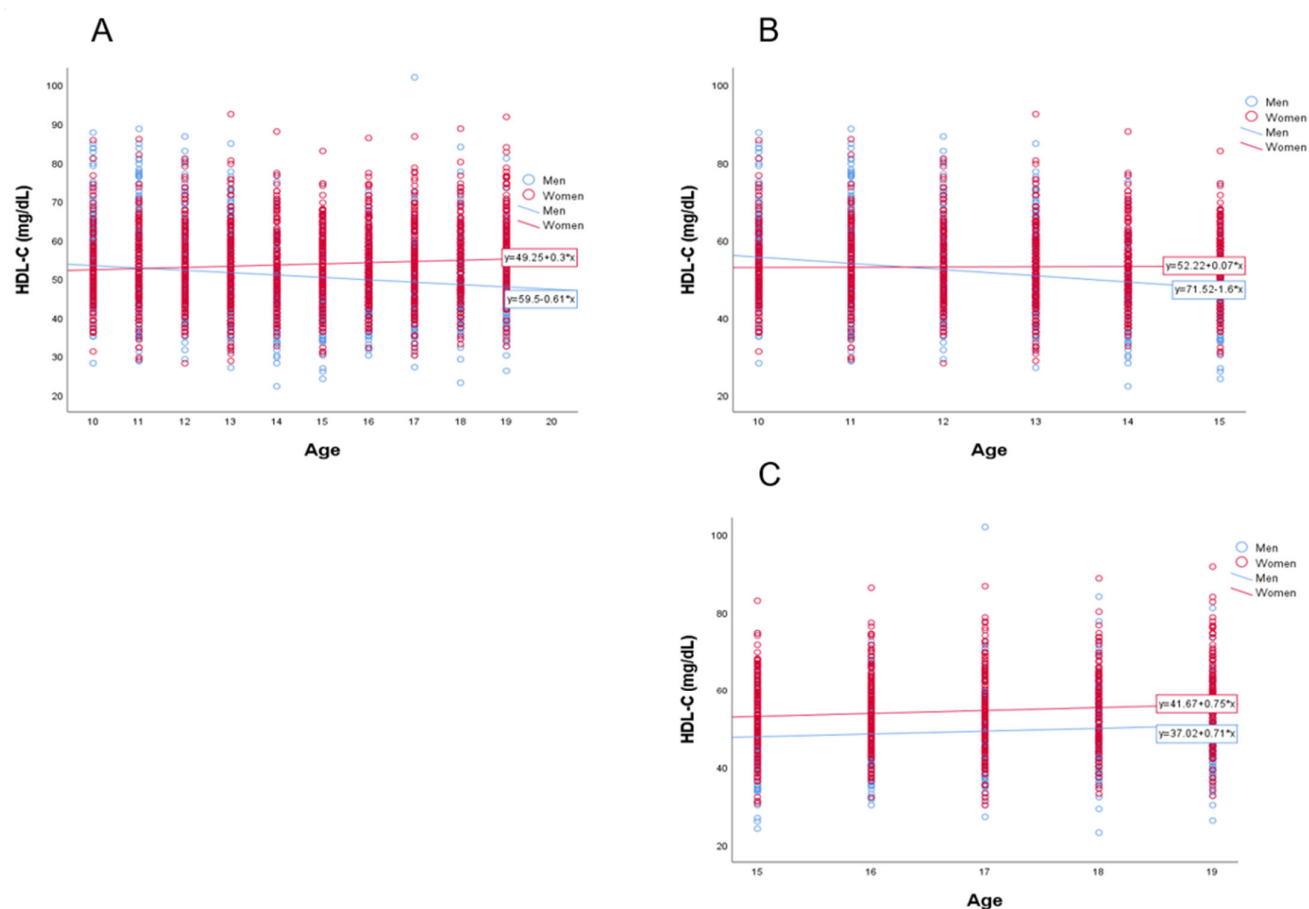 A
HDL-C (mg/dL)
100
90
80
70
60
50
40
30
20
Men
Women
Men
Women
y=49.25+0.3*x
y=59.5-0.61*x
10 11 12 13 14 15 16 17 18 19 20
Age
B
HDL-C (mg/dL)
100
80
60
40
20
Men
Women
Men
Women
y=52.22+0.07*x
y=71.52-1.6*x
10 11 12 13 14 15
Age
C
HDL-C (mg/dL)
100
80
60
40
20
Men
Women
Men
Women
y=41.67+0.75*x
y=37.02+0.71*x
15 16 17 18 19
Age